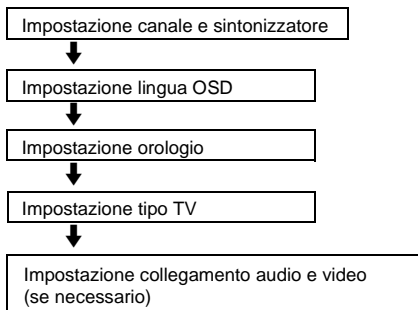 Impostazione canale e sintonizzatore
Impostazione lingua OSD
Impostazione orologio
Impostazione tipo TV
Impostazione collegamento audio e video
(se necessario)